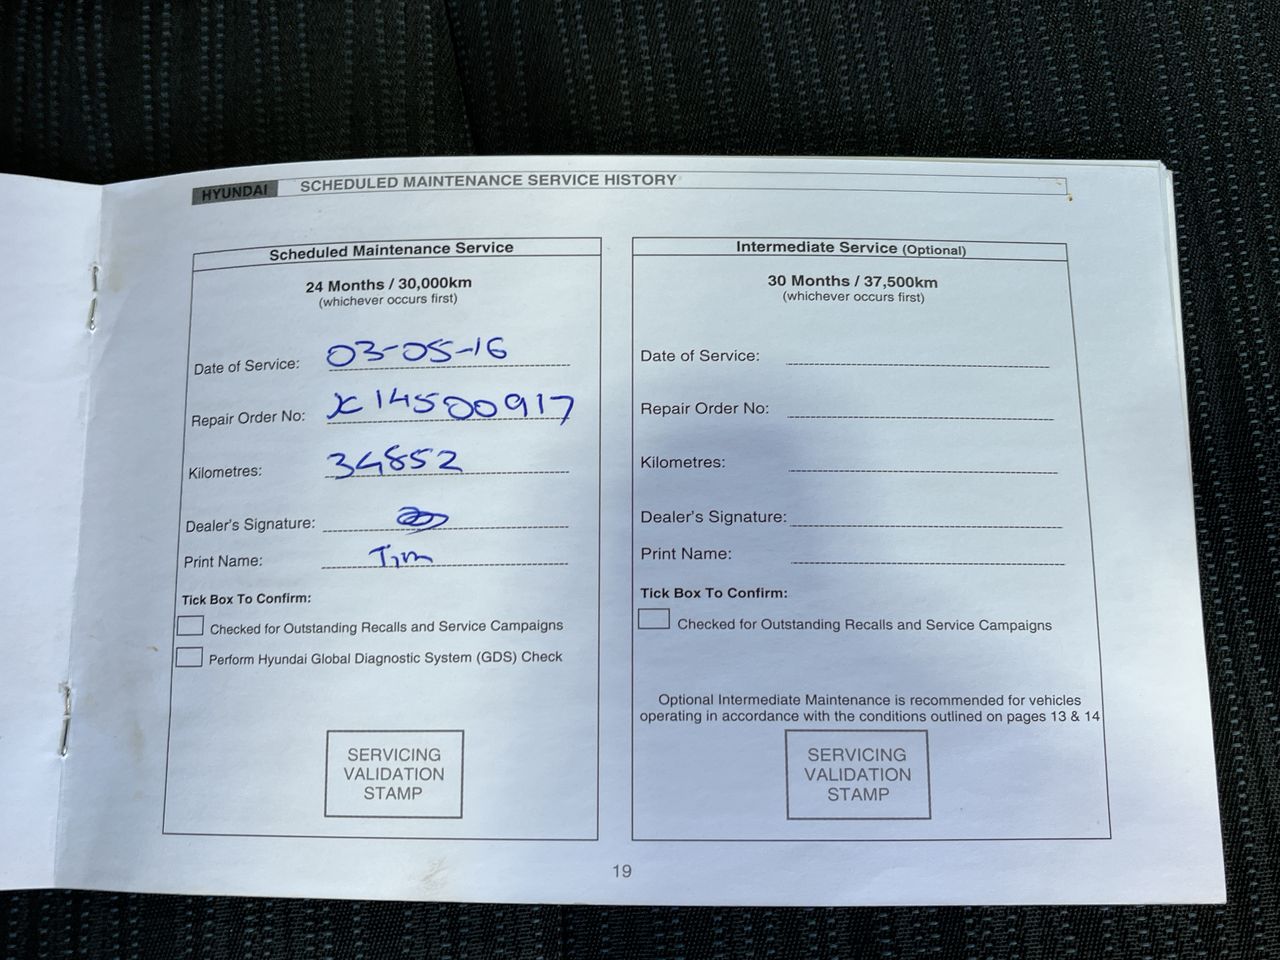 HYUNDAI SCHEDULED MAINTENANCE SERVICE HISTORY
Scheduled Maintenance Service
24 Months / 30,000km
(whichever occurs first)
Date of Service: 03-05-16
Repair Order No: X14500917
Kilometres: 34852
Dealer's Signature:
Print Name: Tim
Tick Box To Confirm:
Checked for Outstanding Recalls and Service Campaigns
Perform Hyundai Global Diagnostic System (GDS) Check
SERVICING
VALIDATION
STAMP
Intermediate Service (Optional)
30 Months / 37,500km
(whichever occurs first)
Date of Service:
Repair Order No:
Kilometres:
Dealer's Signature:
Print Name:
Tick Box To Confirm:
Checked for Outstanding Recalls and Service Campaigns
Optional Intermediate Maintenance is recommended for vehicles
operating in accordance with the conditions outlined on pages 13 & 14
SERVICING
VALIDATION
STAMP
19